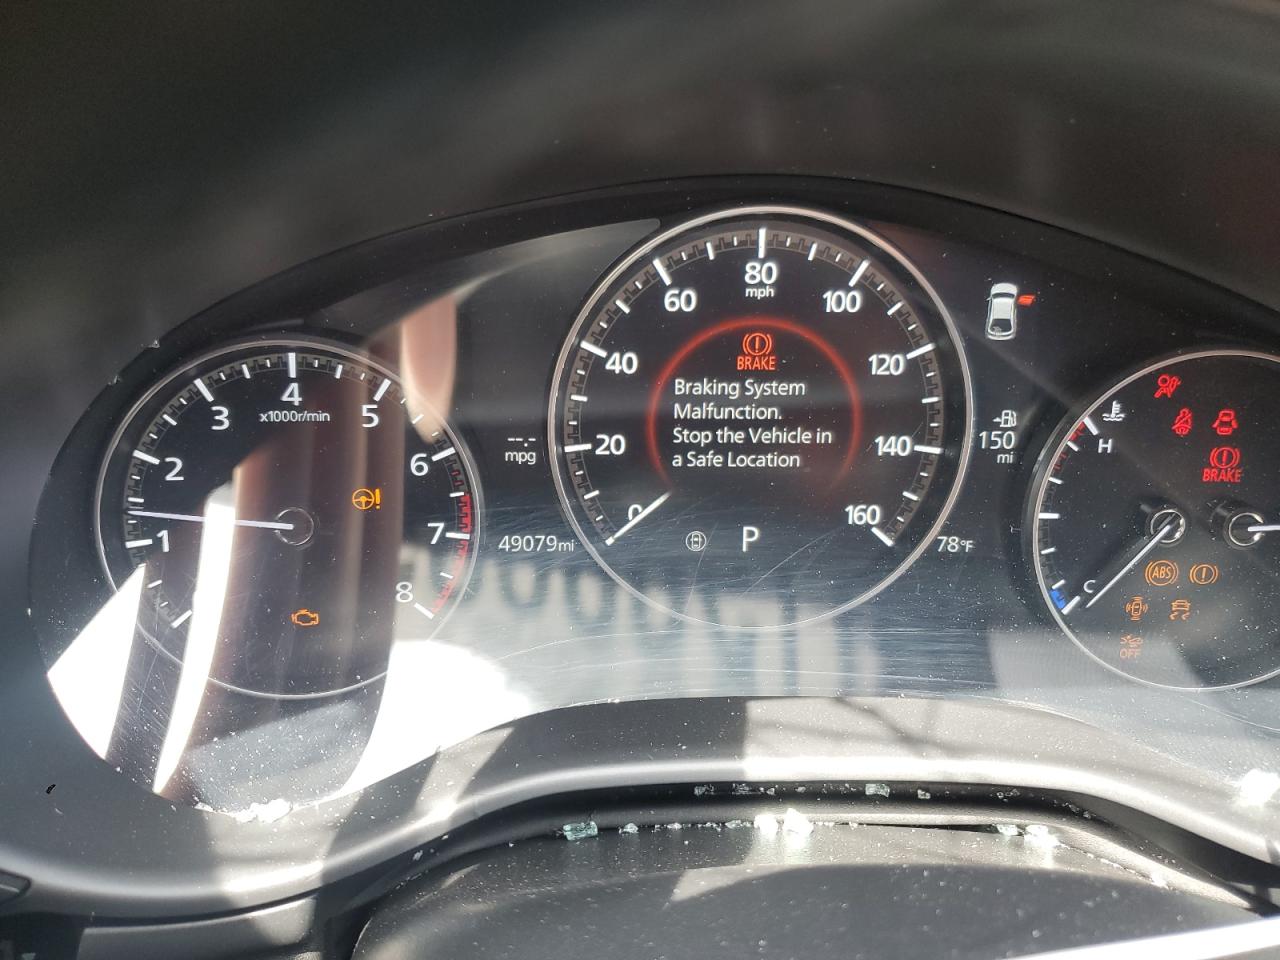 4
x1000r/min
3
5
2
6
1
7
8
--.-
mpg
49079mi
80
mph
60
100
40
120
20
140
0
160
BRAKE
Braking System
Malfunction.
Stop the Vehicle in
a Safe Location
P
150
mi
78°F
H
BRAKE
C
ABS
OFF